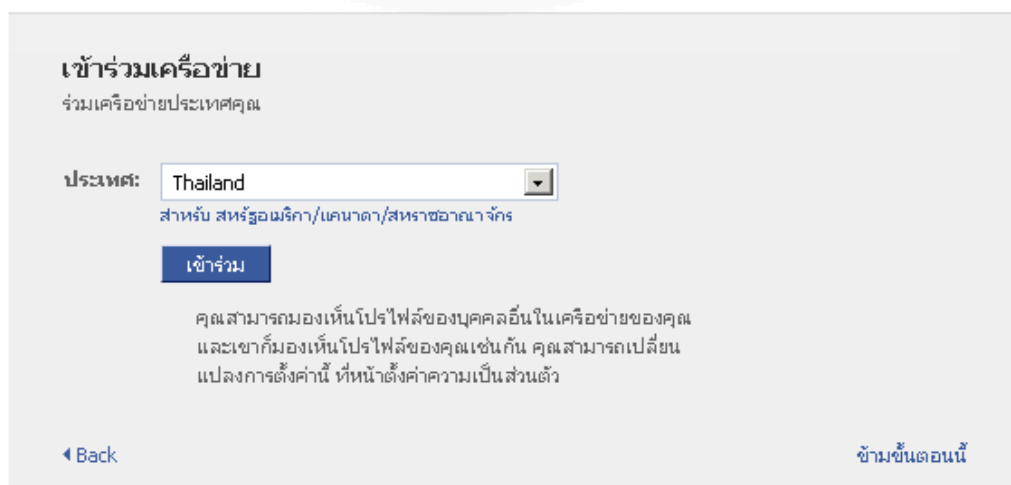 เข้าร่วมเครือข่าย
ร่วมเครือข่ายประเทศคุณ
ประเทศ: Thailand
สำหรับ สหรัฐอเมริกา/แคนาดา/สหราชอาณาจักร
เข้าร่วม
คุณสามารถมองเห็นโปรไฟล์ของบุคคลอื่นในเครือข่ายของคุณ
และเขาก็มองเห็นโปรไฟล์ของคุณเช่นกัน คุณสามารถเปลี่ยน
แปลงการตั้งค่านี้ ที่หน้าตั้งค่าความเป็นส่วนตัว
Back ข้ามขั้นตอนนี้